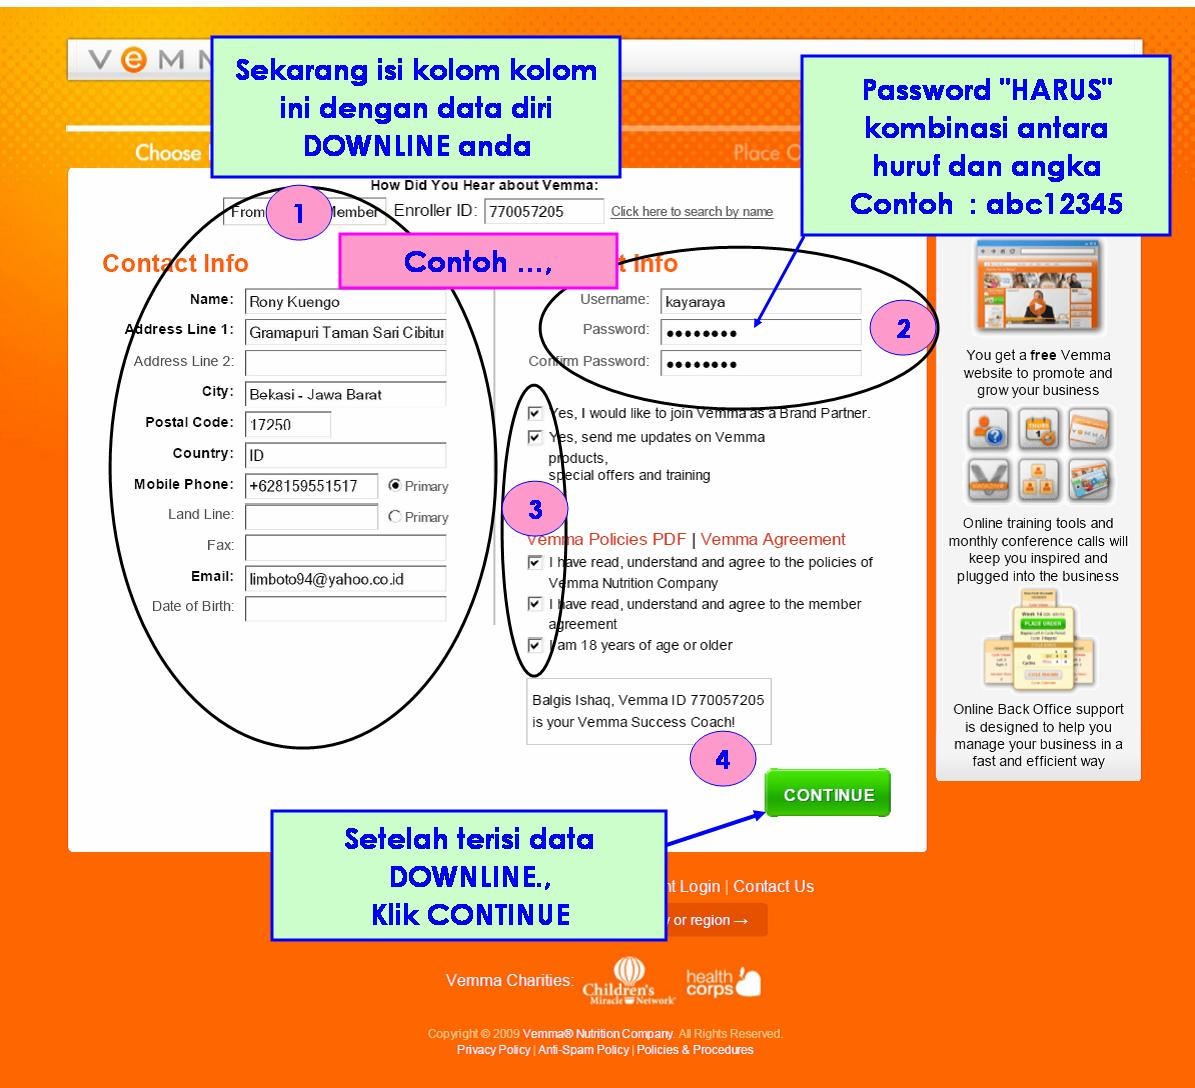 VeM
Sekarang isi kolom kolom
ini dengan data diri
DOWNLINE anda
Password "HARUS"
kombinasi antara
huruf dan angka
Contoh : abc12345
Choose
Place
How Did You Hear about Vemma:
1
From Member
Enroller ID: 770057205
Click here to search by name
Contact Info
Contoh ...,
Info
Name: Rony Kuengo
Address Line 1: Gramapuri Taman Sari Cibitur
Address Line 2:
City: Bekasi - Jawa Barat
Postal Code: 17250
Country: ID
Mobile Phone: +628159551517 Primary
Land Line: Primary
Fax:
Email: limboto94@yahoo.co.id
Date of Birth:
Username: kayaraya
Password: ●●●●●●●●
2
Confirm Password: ●●●●●●●●
Yes, I would like to join Vemma as a Brand Partner.
Yes, send me updates on Vemma
products,
special offers and training
3
Vemma Policies PDF | Vemma Agreement
I have read, understand and agree to the policies of
Vemma Nutrition Company
I have read, understand and agree to the member
agreement
I am 18 years of age or older
Balgis Ishaq, Vemma ID 770057205
is your Vemma Success Coach!
4
CONTINUE
Setelah terisi data
DOWNLINE.,
Klik CONTINUE
You get a free Vemma
website to promote and
grow your business
VEMMA
MAGAZINE
Online training tools and
monthly conference calls will
keep you inspired and
plugged into the business
PLACE ORDER
Online Back Office support
is designed to help you
manage your business in a
fast and efficient way
Login | Contact Us
or region →
Vemma Charities:
Children's
Miracle Network
health
corps
Copyright © 2009 Vemma® Nutrition Company. All Rights Reserved.
Privacy Policy | Anti-Spam Policy | Policies & Procedures